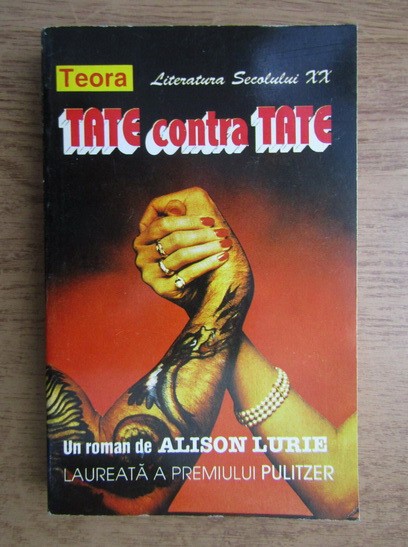 Teora Literatura Secolului XX
TATE contra TATE
Un roman de ALISON LURIE
LAUREATĂ A PREMIULUI PULITZER